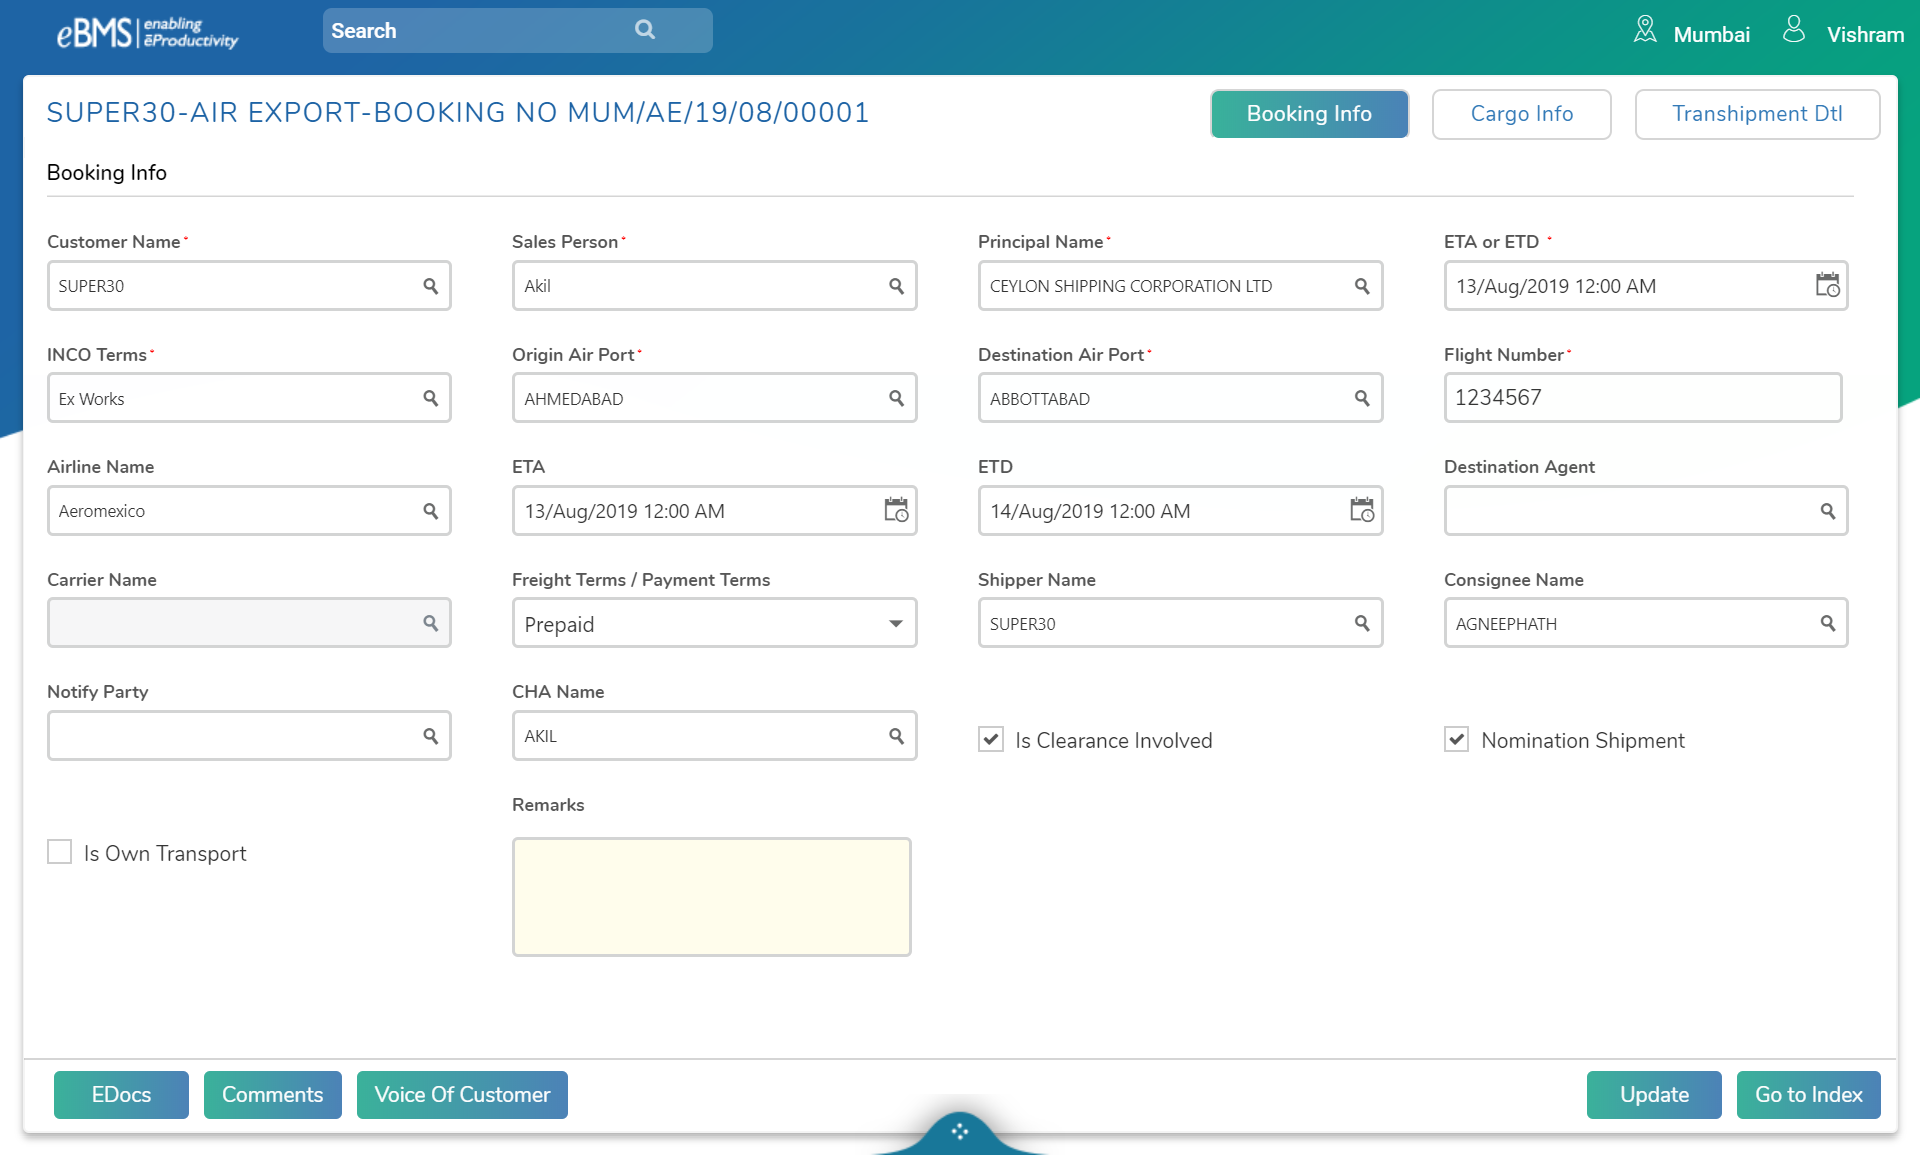 eBMS enabling ēProductivity
Search
Mumbai
Vishram
SUPER30-AIR EXPORT-BOOKING NO MUM/AE/19/08/00001
Booking Info
Cargo Info
Transhipment Dtl
Booking Info
Customer Name* Sales Person* Principal Name* ETA or ETD *
SUPER30 Akil CEYLON SHIPPING CORPORATION LTD 13/Aug/2019 12:00 AM
INCO Terms* Origin Air Port* Destination Air Port* Flight Number*
Ex Works AHMEDABAD ABBOTTABAD 1234567
Airline Name ETA ETD Destination Agent
Aeromexico 13/Aug/2019 12:00 AM 14/Aug/2019 12:00 AM
Carrier Name Freight Terms / Payment Terms Shipper Name Consignee Name
Prepaid SUPER30 AGNEEPHATH
Notify Party CHA Name
AKIL Is Clearance Involved Nomination Shipment
Remarks
Is Own Transport
EDocs Comments Voice Of Customer Update Go to Index